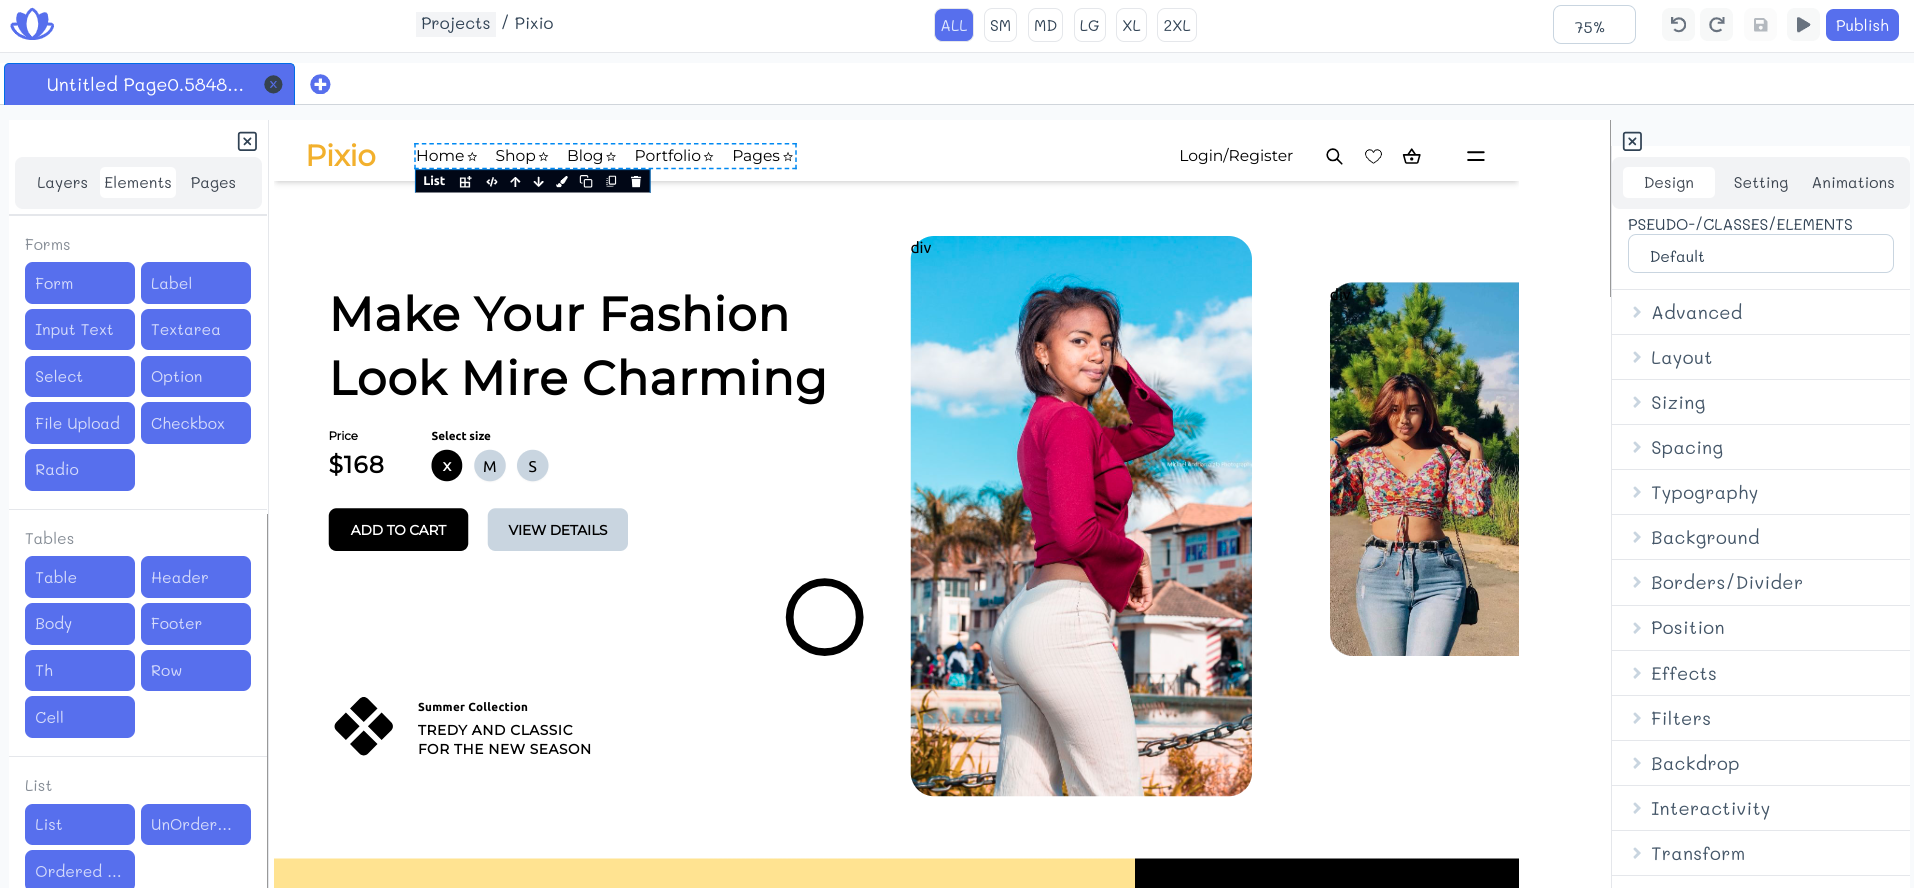 Projects / Pixio
ALL SM MD LG XL 2XL
75%
Publish
Untitled Page0.5848...
Layers Elements Pages
Forms
Form Label
Input Text Textarea
Select Option
File Upload Checkbox
Radio
Tables
Table Header
Body Footer
Th Row
Cell
List
List UnOrder...
Ordered ...
Pixio
Home Shop Blog Portfolio Pages
Login/Register
List
div
Make Your Fashion
Look Mire Charming
Price
$168
Select size
X M S
ADD TO CART VIEW DETAILS
Summer Collection
TREDY AND CLASSIC
FOR THE NEW SEASON
Design Setting Animations
PSEUDO-/CLASSES/ELEMENTS
Default
Advanced
Layout
Sizing
Spacing
Typography
Background
Borders/Divider
Position
Effects
Filters
Backdrop
Interactivity
Transform